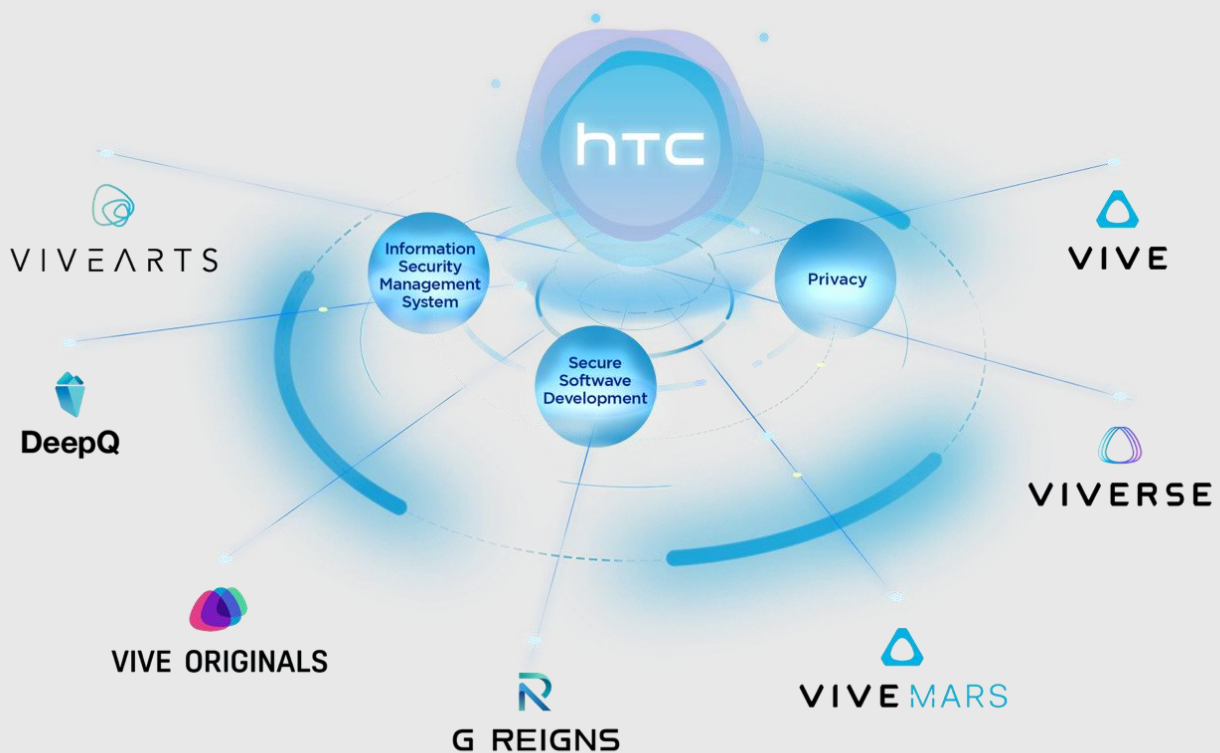 hTC
Information
Security
Management
System
Privacy
Secure
Softwave
Development
VIVEARTS
VIVE
DeepQ
VIVERSE
VIVE ORIGINALS
VIVE MARS
G REIGNS